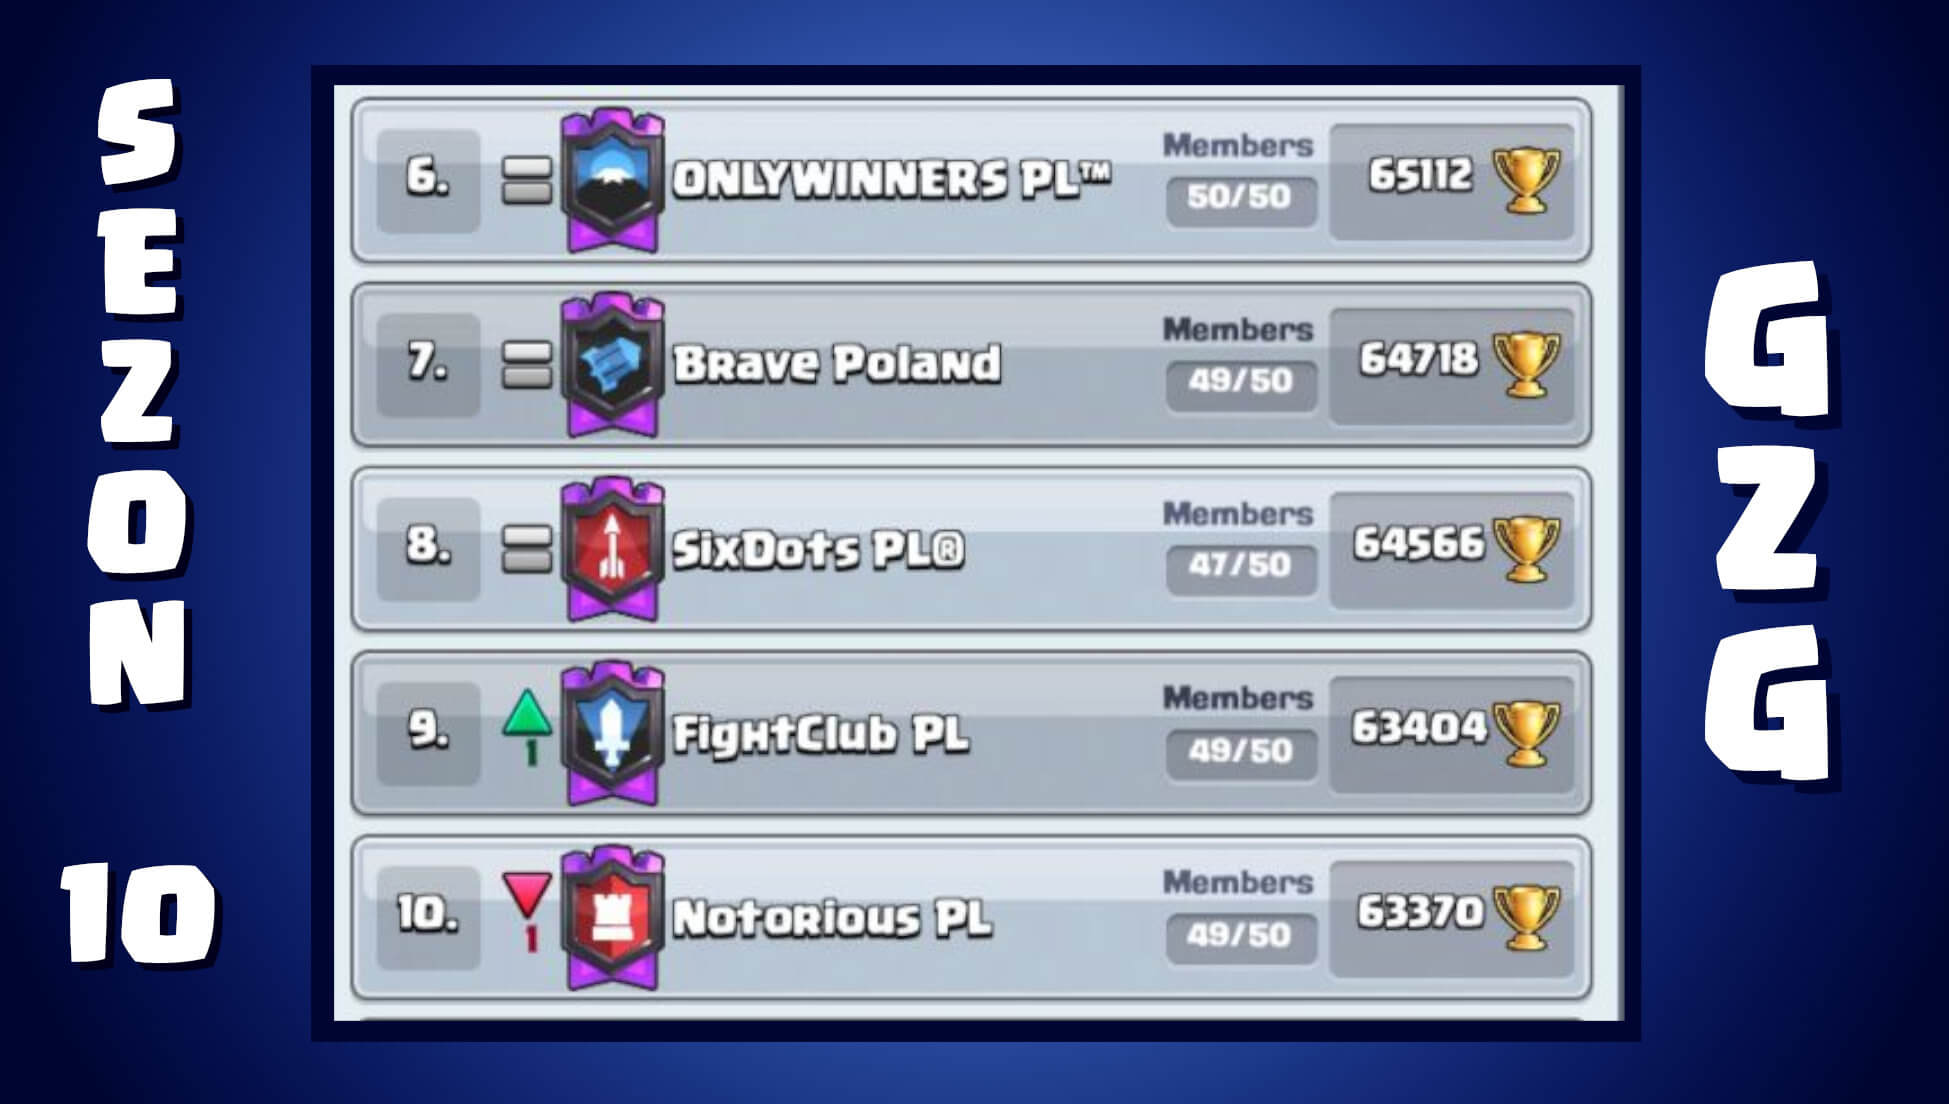 SEZON
10
6.
ONLYWINNERS PL™
Members
50/50
65112
7.
Brave Poland
Members
49/50
64718
8.
SixDots PL®
Members
47/50
64566
9.
1
FightClub PL
Members
49/50
63404
10.
1
Notorious PL
Members
49/50
63370
GZG